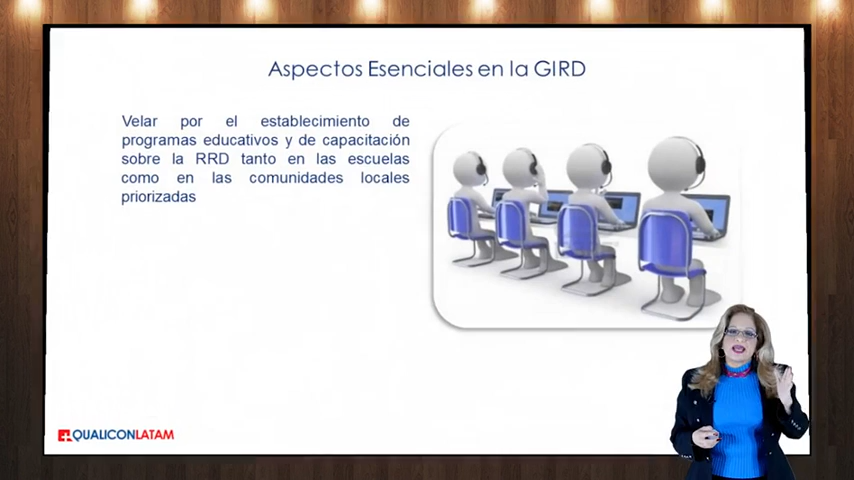 Aspectos Esenciales en la GIRD
Velar por el establecimiento de
programas educativos y de capacitación
sobre la RRD tanto en las escuelas
como en las comunidades locales
priorizadas
QUALICONLATAM